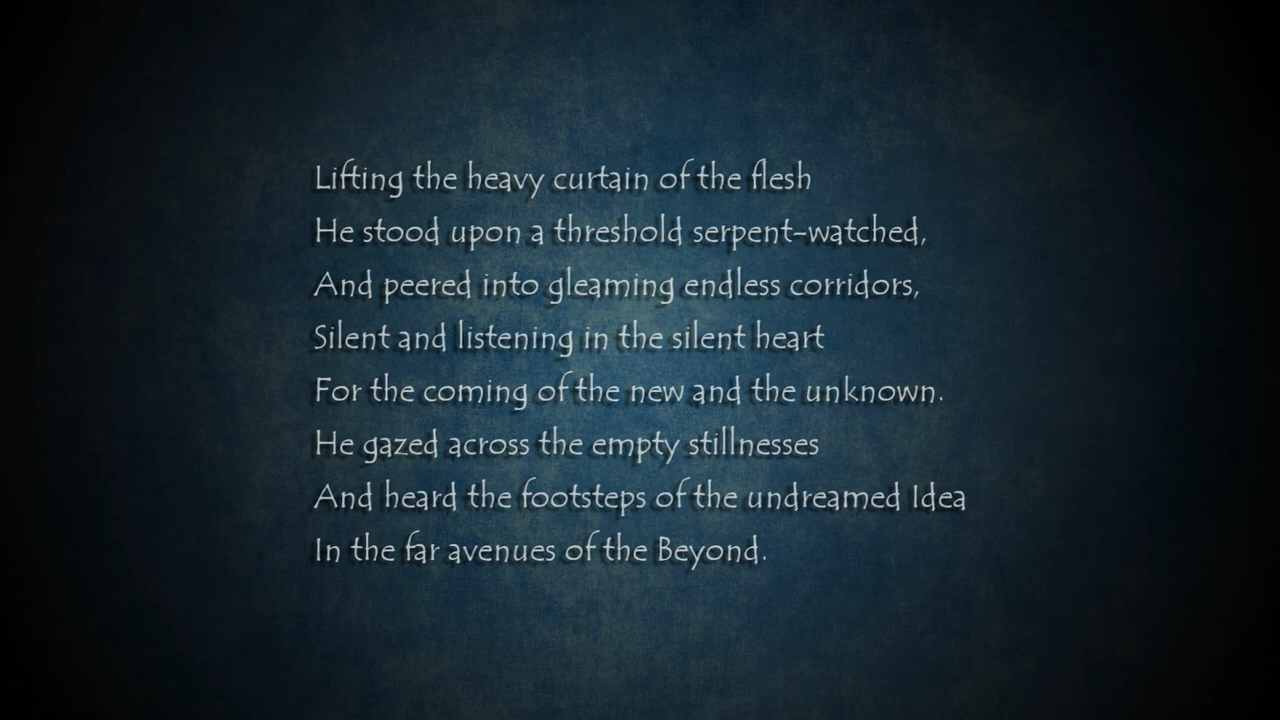 Lifting the heavy curtain of the flesh
He stood upon a threshold serpent-watched,
And peered into gleaming endless corridors,
Silent and listening in the silent heart
For the coming of the new and the unknown.
He gazed across the empty stillnesses
And heard the footsteps of the undreamed Idea
In the far avenues of the Beyond.